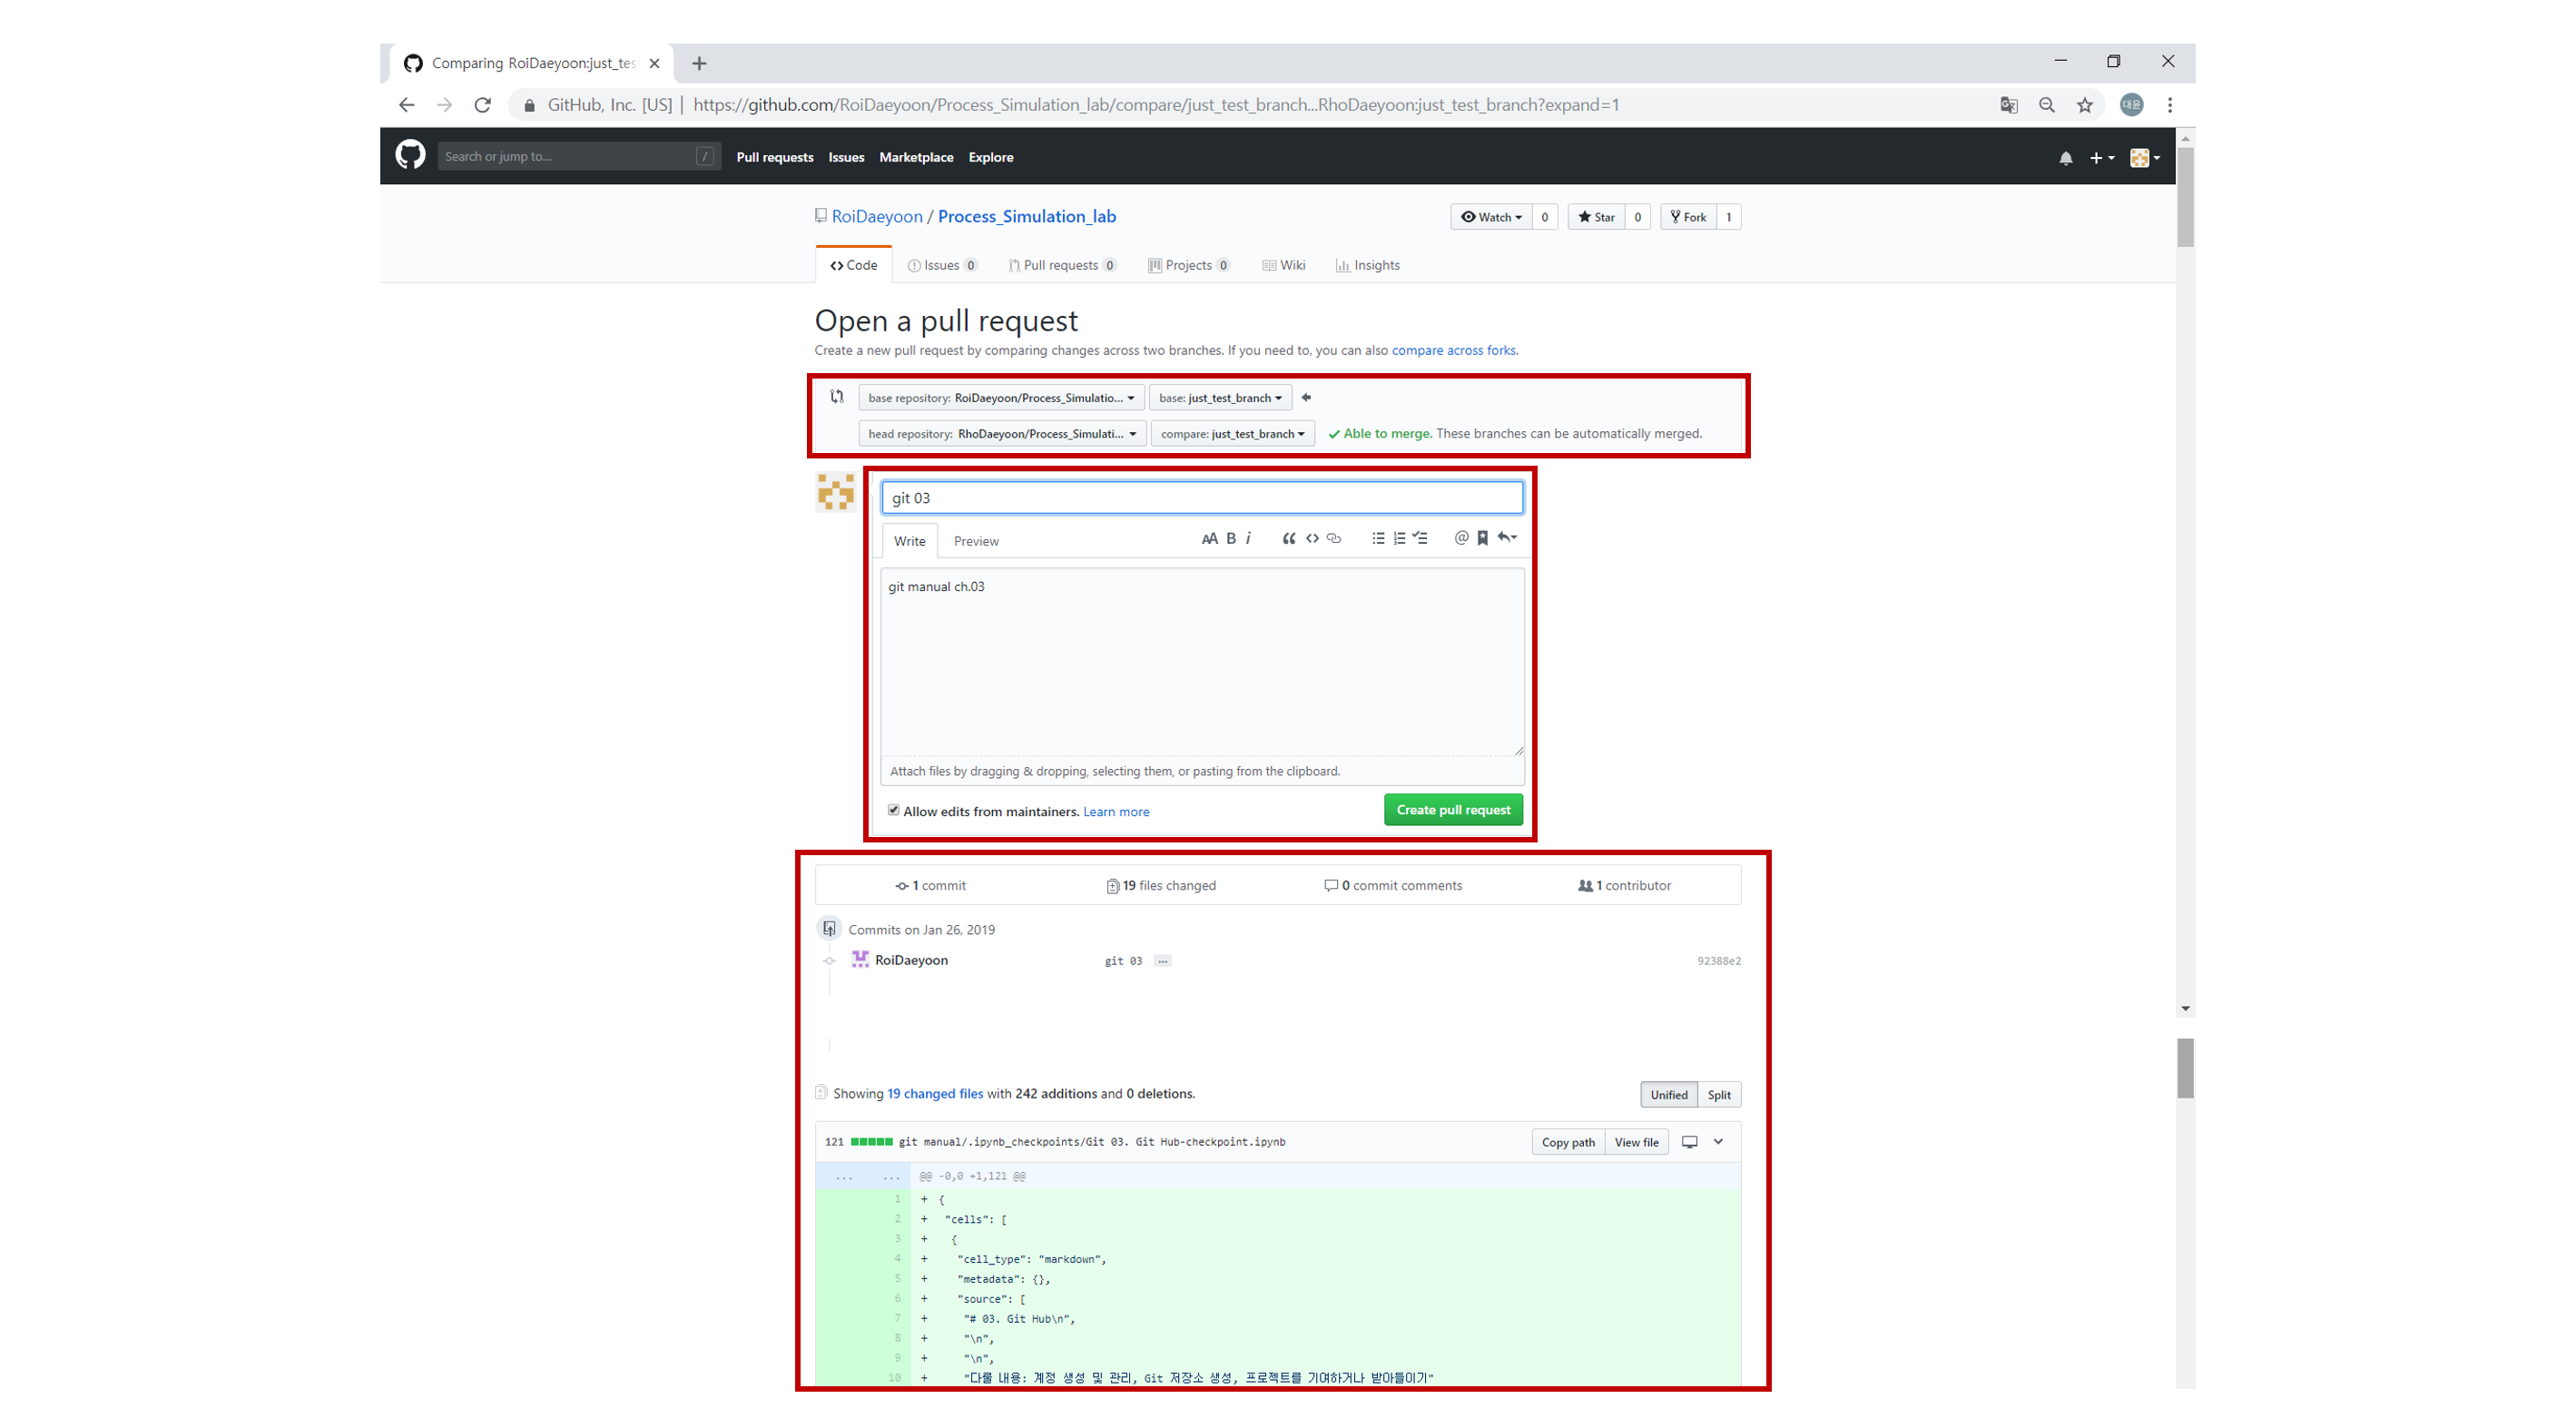 Comparing RoiDaeyoon:just_tes
GitHub, Inc. [US] | https://github.com/RoiDaeyoon/Process_Simulation_lab/compare/just_test_branch...RhoDaeyoon:just_test_branch?expand=1
대윤
Search or jump to... / Pull requests Issues Marketplace Explore
RoiDaeyoon / Process_Simulation_lab Watch 0 Star 0 Fork 1
Code Issues 0 Pull requests 0 Projects 0 Wiki Insights
Open a pull request
Create a new pull request by comparing changes across two branches. If you need to, you can also compare across forks.
base repository: RoiDaeyoon/Process_Simulatio... base: just_test_branch
head repository: RhoDaeyoon/Process_Simulati... compare: just_test_branch Able to merge. These branches can be automatically merged.
git 03
Write Preview AA B i @
git manual ch.03
Attach files by dragging & dropping, selecting them, or pasting from the clipboard.
Allow edits from maintainers. Learn more Create pull request
1 commit 19 files changed 0 commit comments 1 contributor
Commits on Jan 26, 2019
RoiDaeyoon git 03 ... 92388e2
Showing 19 changed files with 242 additions and 0 deletions. Unified Split
121 git manual/.ipynb_checkpoints/Git 03. Git Hub-checkpoint.ipynb Copy path View file
... ... @@ -0,0 +1,121 @@
1 + {
2 + "cells": [
3 + {
4 + "cell_type": "markdown",
5 + "metadata": {},
6 + "source": [
7 + "# 03. Git Hub\n",
8 + "\n",
9 + "\n",
10 + "다룰 내용: 계정 생성 및 관리, Git 저장소 생성, 프로젝트를 기여하거나 받아들이기"